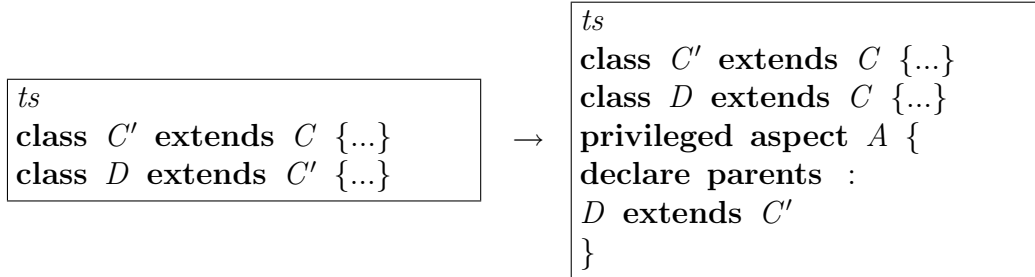 ts
class C′ extends C {...}
class D extends C′ {...}
→
ts
class C′ extends C {...}
class D extends C {...}
privileged aspect A {
declare parents :
D extends C′
}